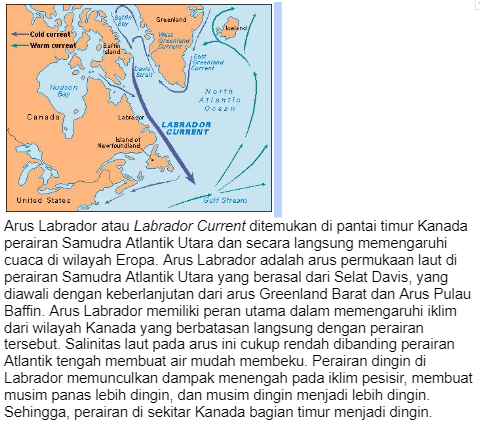 Baffin
Bay
Greenland
Iceland
Cold current
Warm current
West
Greenland
Current
Baffin
Island
East
Greenland
Current
Davis
Strait
Hudson
Bay
North
Atlantic
Ocean
Canada
Labrador
LABRADOR
CURRENT
Island of
Newfoundland
United States
Gulf Stream
Arus Labrador atau Labrador Current ditemukan di pantai timur Kanada
perairan Samudra Atlantik Utara dan secara langsung memengaruhi
cuaca di wilayah Eropa. Arus Labrador adalah arus permukaan laut di
perairan Samudra Atlantik Utara yang berasal dari Selat Davis, yang
diawali dengan keberlanjutan dari arus Greenland Barat dan Arus Pulau
Baffin. Arus Labrador memiliki peran utama dalam memengaruhi iklim
dari wilayah Kanada yang berbatasan langsung dengan perairan
tersebut. Salinitas laut pada arus ini cukup rendah dibanding perairan
Atlantik tengah membuat air mudah membeku. Perairan dingin di
Labrador memunculkan dampak menengah pada iklim pesisir, membuat
musim panas lebih dingin, dan musim dingin menjadi lebih dingin.
Sehingga, perairan di sekitar Kanada bagian timur menjadi dingin.